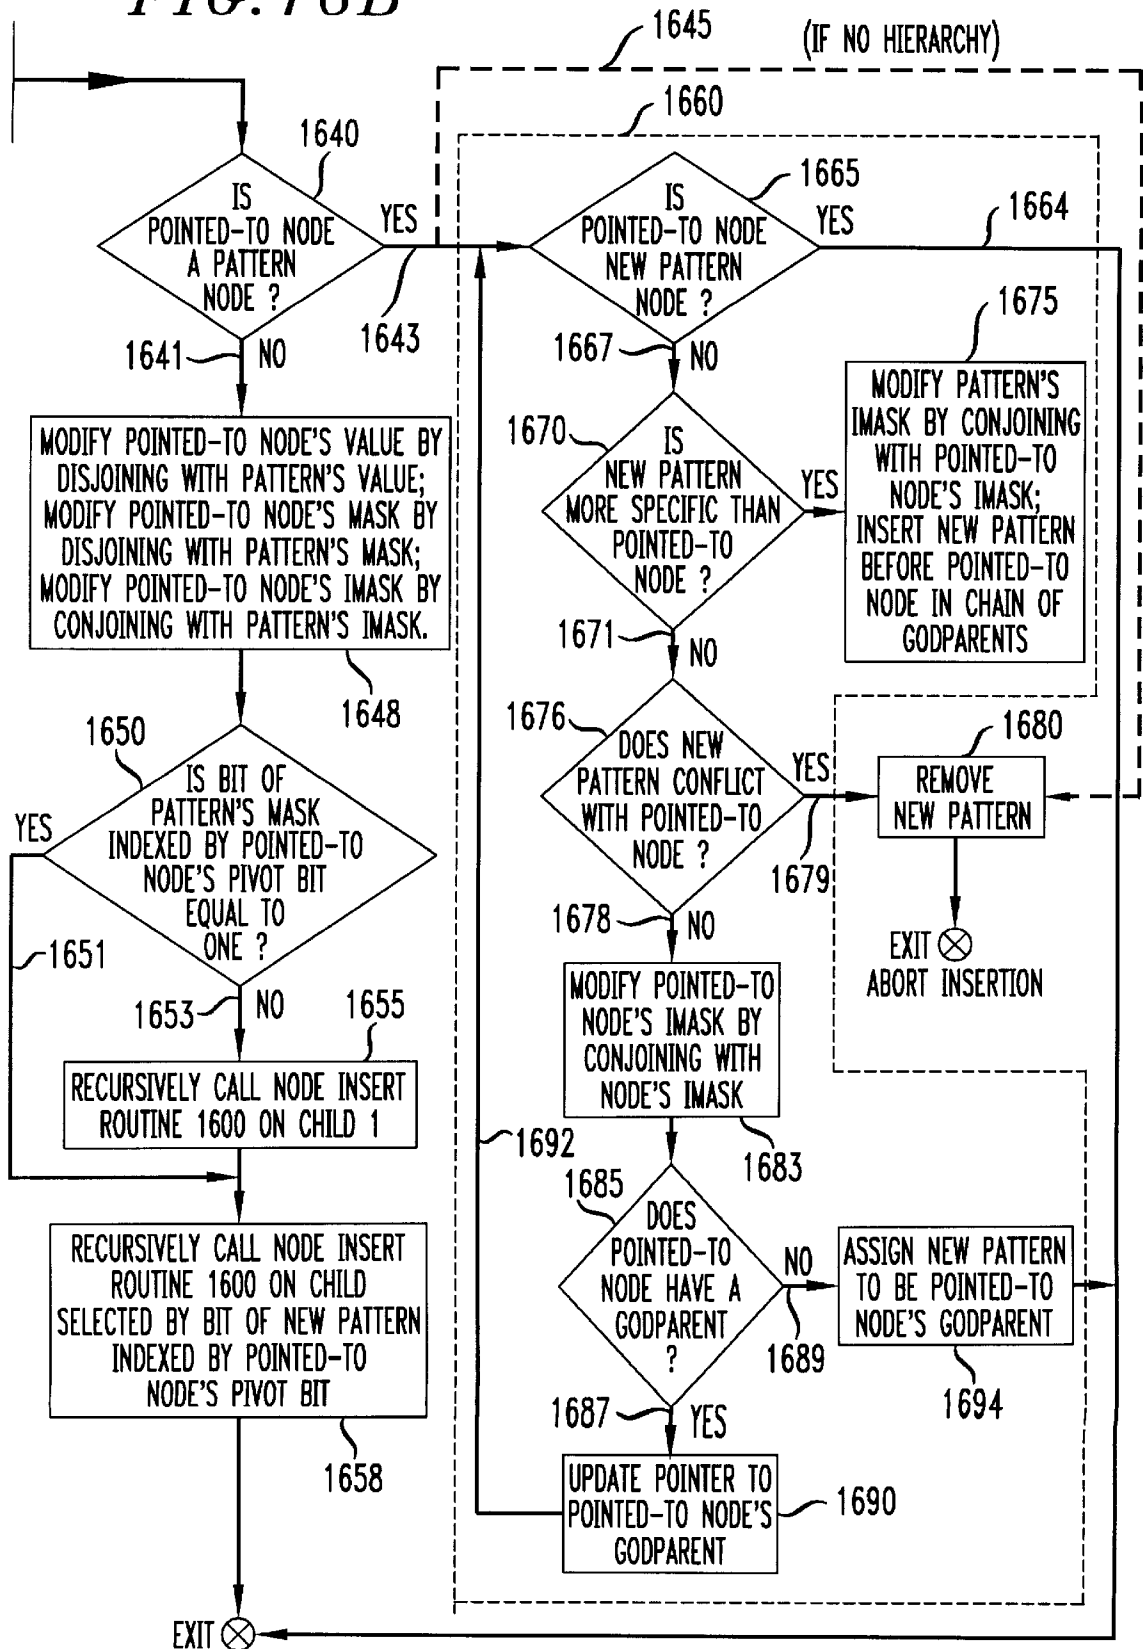 FIG. 16B
1645
(IF NO HIERARCHY)
1660
1640
IS
POINTED-TO NODE
A PATTERN
NODE ?
YES
1643
1641
NO
1665
IS
POINTED-TO NODE
NEW PATTERN
NODE ?
YES
1664
1667
NO
1675
MODIFY PATTERN'S
IMASK BY CONJOINING
WITH POINTED-TO
NODE'S IMASK;
INSERT NEW PATTERN
BEFORE POINTED-TO
NODE IN CHAIN OF
GODPARENTS
MODIFY POINTED-TO NODE'S VALUE BY
DISJOINING WITH PATTERN'S VALUE;
MODIFY POINTED-TO NODE'S MASK BY
DISJOINING WITH PATTERN'S MASK;
MODIFY POINTED-TO NODE'S IMASK BY
CONJOINING WITH PATTERN'S IMASK.
1648
1670
IS
NEW PATTERN
MORE SPECIFIC THAN
POINTED-TO
NODE ?
YES
1671
NO
1650
IS BIT OF
PATTERN'S MASK
INDEXED BY POINTED-TO
NODE'S PIVOT BIT
EQUAL TO
ONE ?
YES
1651
1653
NO
1676
DOES NEW
PATTERN CONFLICT
WITH POINTED-TO
NODE ?
YES
1679
1678
NO
1680
REMOVE
NEW PATTERN
EXIT
ABORT INSERTION
1655
RECURSIVELY CALL NODE INSERT
ROUTINE 1600 ON CHILD 1
MODIFY POINTED-TO
NODE'S IMASK BY
CONJOINING WITH
NODE'S IMASK
1683
1692
1685
DOES
POINTED-TO
NODE HAVE A
GODPARENT
?
NO
1689
ASSIGN NEW PATTERN
TO BE POINTED-TO
NODE'S GODPARENT
1694
RECURSIVELY CALL NODE INSERT
ROUTINE 1600 ON CHILD
SELECTED BY BIT OF NEW PATTERN
INDEXED BY POINTED-TO
NODE'S PIVOT BIT
1658
1687
YES
UPDATE POINTER TO
POINTED-TO NODE'S
GODPARENT
1690
EXIT